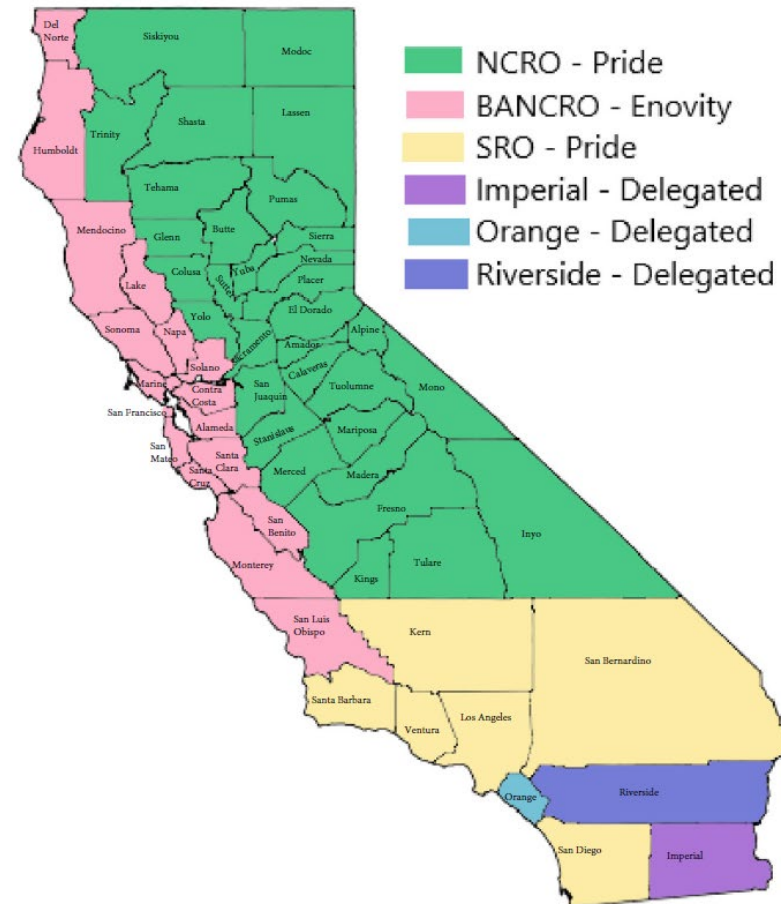 Del
Norte
Siskiyou
Modoc
NCRO - Pride
BANCRO - Enovity
SRO - Pride
Imperial - Delegated
Orange - Delegated
Riverside - Delegated
Humboldt
Trinity
Shasta
Lassen
Tehama
Pumas
Mendocino
Glenn
Butte
Sierra
Colusa
Yuba
Nevada
Lake
Sutter
Placer
Yolo
El Dorado
Sonoma
Napa
Sacramento
Alpine
Amador
Solano
Calaveras
Marine
Contra
Costa
San
Juaquin
Tuolumne
Mono
San Francisco
Alameda
Stanislaus
Mariposa
San
Mateo
Santa
Clara
Santa
Cruz
Merced
Madera
San
Benito
Fresno
Inyo
Monterey
Kings
Tulare
San Luis
Obispo
Kern
San Bernardino
Santa Barbara
Ventura
Los Angeles
Orange
Riverside
San Diego
Imperial